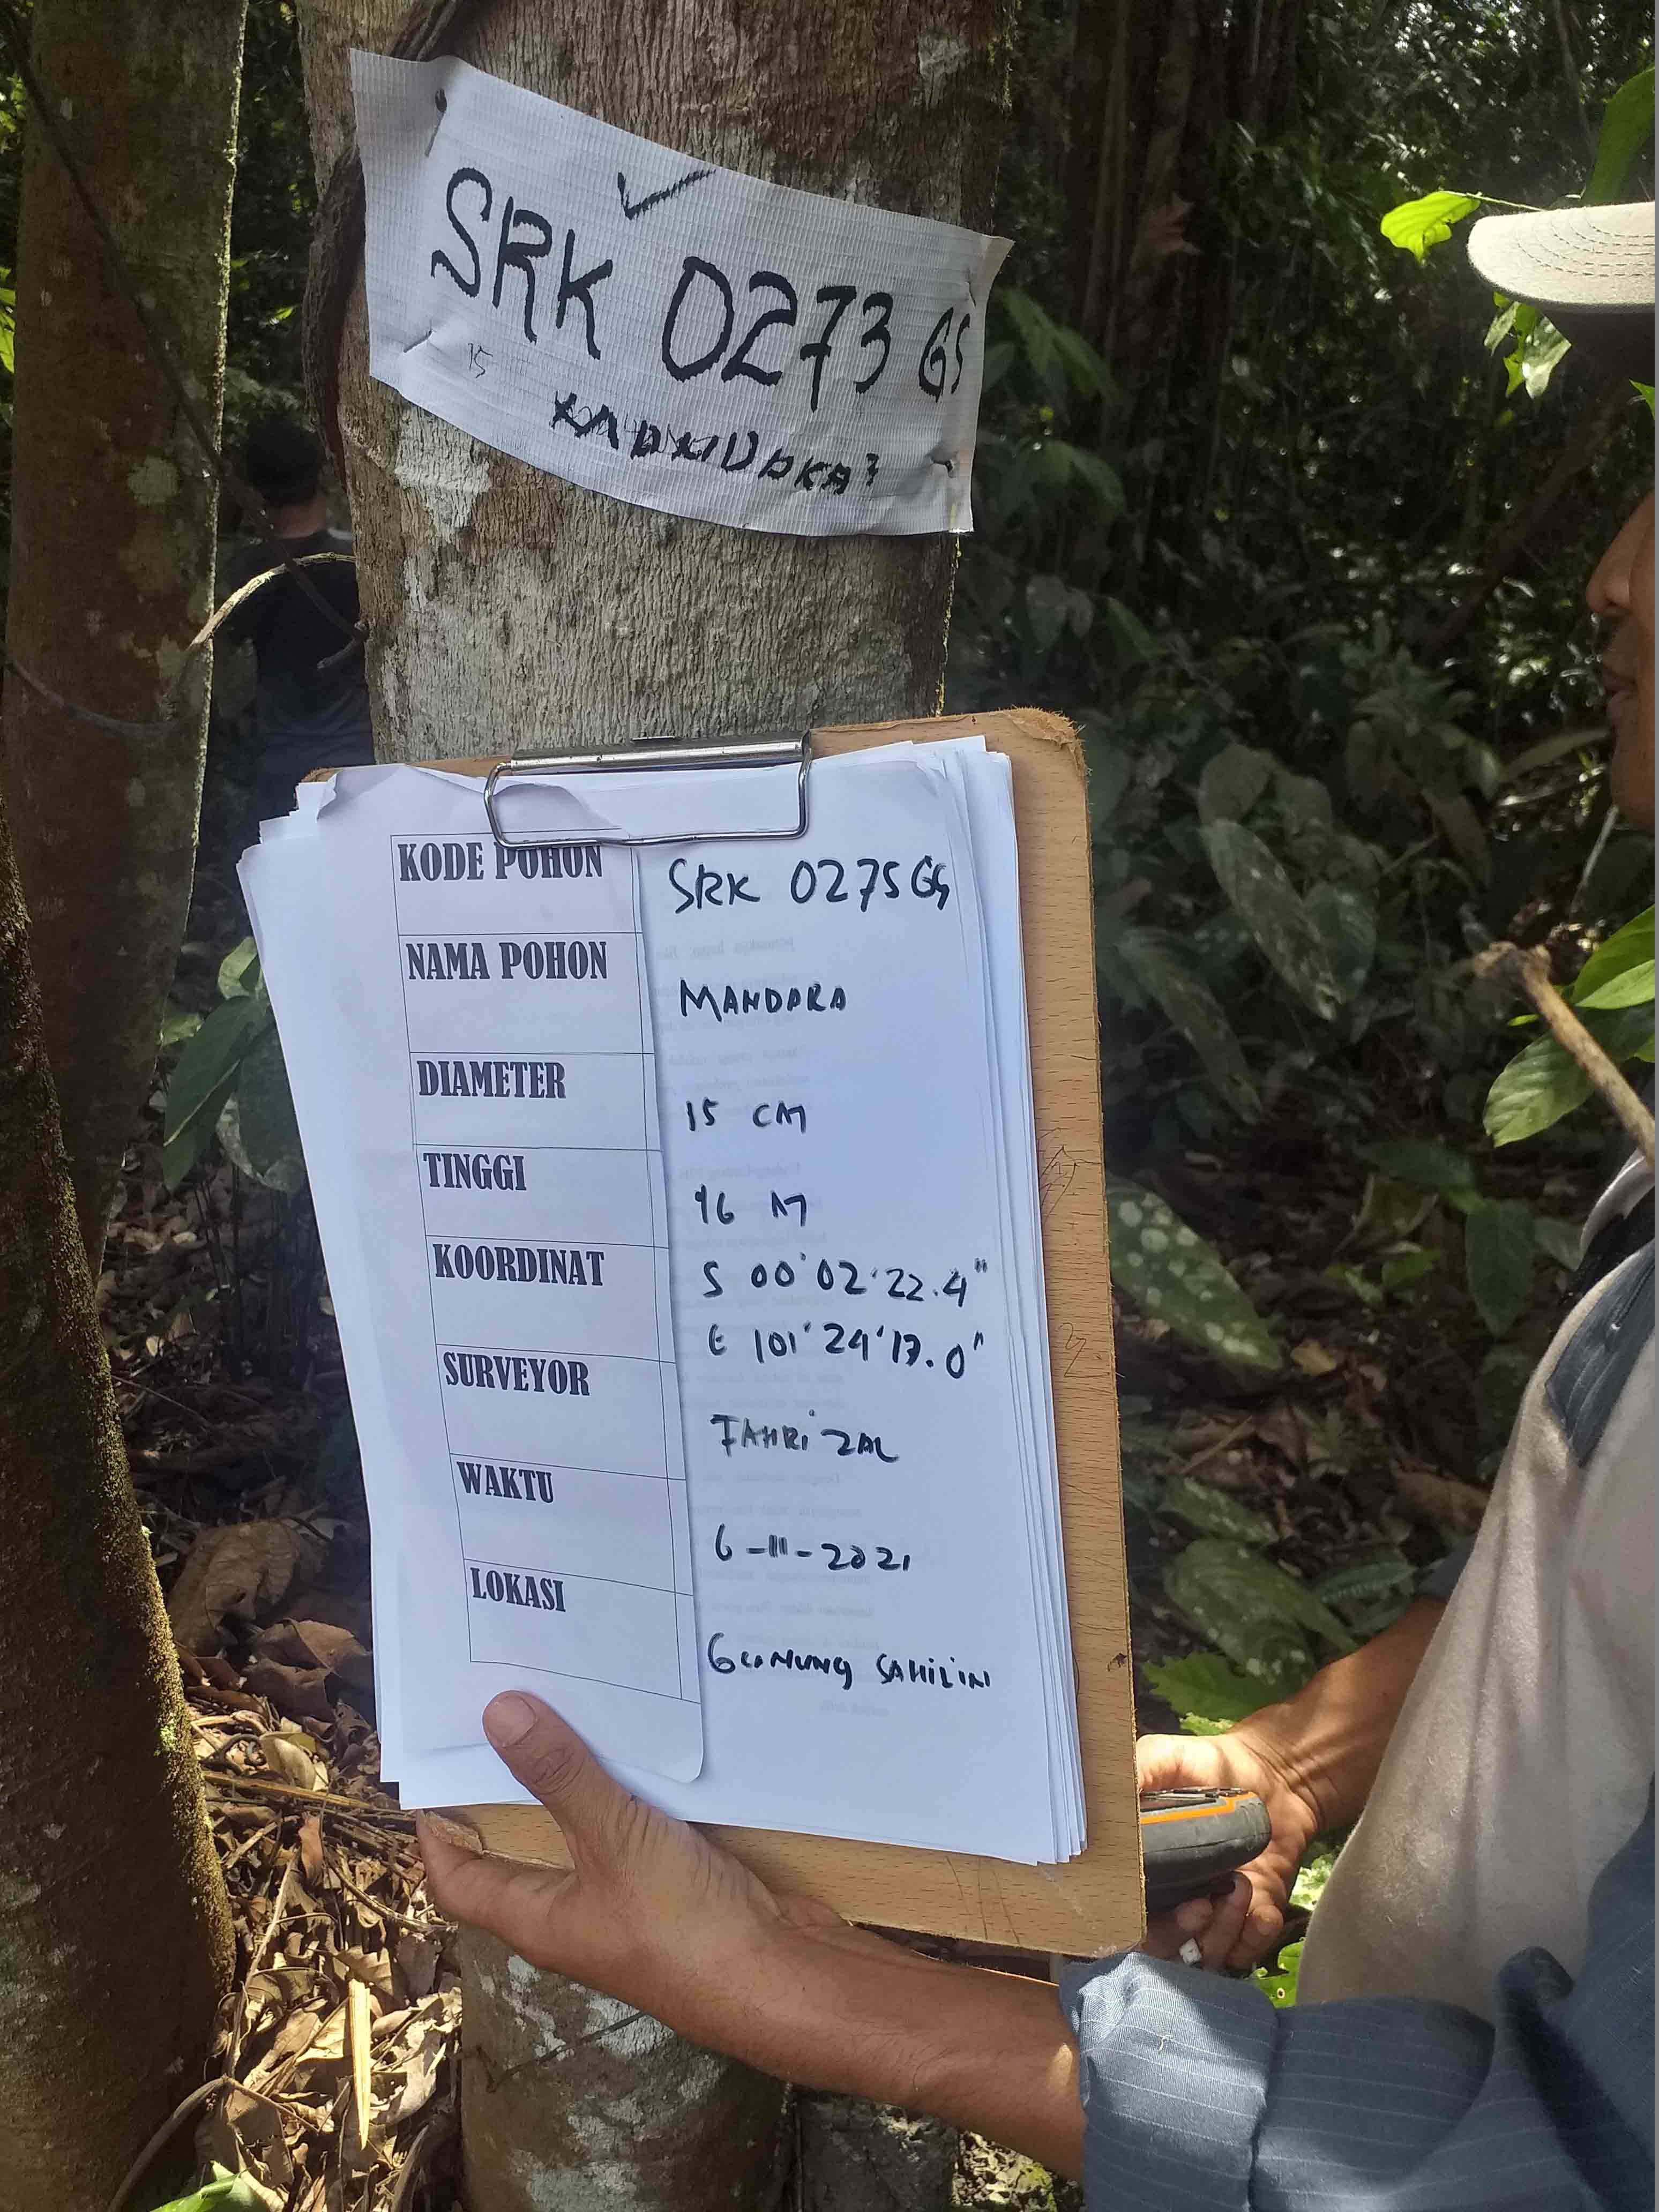 SRK 0273 GS
15
KODE POHON
SRK 0275 GS
NAMA POHON
MANDARA
DIAMETER
15 CM
TINGGI
16 M
KOORDINAT
S 00°02'22.4"
E 101°24'17.0"
SURVEYOR
FAHRIZAL
WAKTU
6-11-2021
LOKASI
GUNUNG SAHILIN